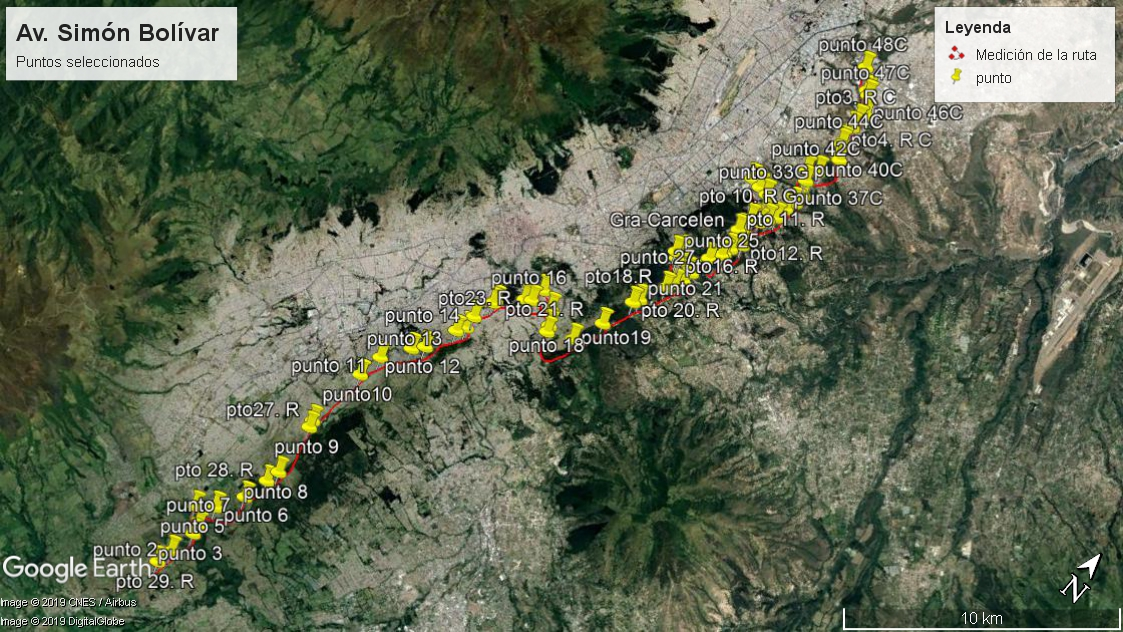 Av. Simón Bolívar
Puntos seleccionados
Leyenda
Medición de la ruta
punto
punto 48C
punto 47C
pto3. R C
punto 46C
punto 44C
pto4. R C
punto 42C
punto 33G
punto 40C
pto 10. R G
punto 37C
Gra-Carcelen
pto 11. R
punto 25
pto12. R
punto 27
pto16. R
punto 16
pto18.R
punto 21
pto23. R
pto 21. R
pto 20. R
punto 14
punto 13
punto 18
punto19
punto 11
punto 12
punto10
pto27. R
punto 9
pto 28. R
punto 8
punto 7
punto 6
punto 5
punto 2
punto 3
Google Earth
pto 29. R
Image © 2019 CNES / Airbus
Image © 2019 DigitalGlobe
N
10 km